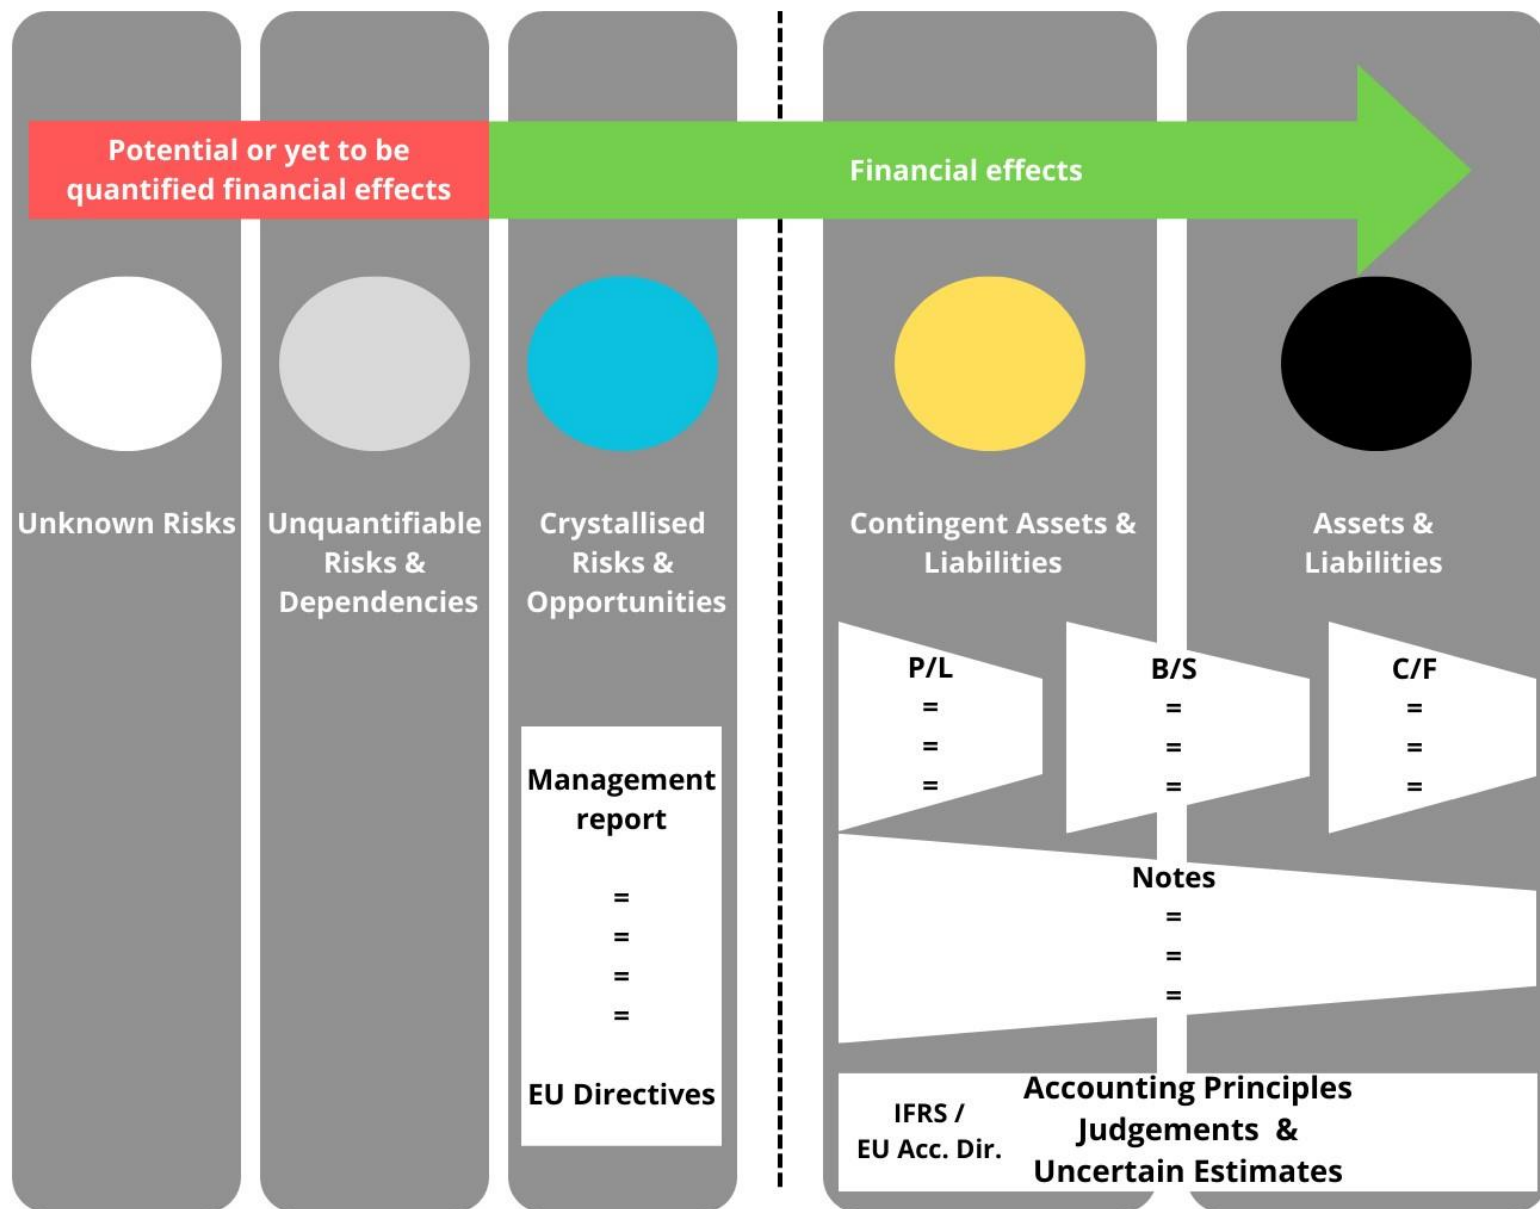 Potential or yet to be
quantified financial effects
Financial effects
Unknown Risks
Unquantifiable
Risks &
Dependencies
Crystallised
Risks &
Opportunities
Contingent Assets &
Liabilities
Assets &
Liabilities
Management
report
=
=
=
=
EU Directives
P/L
=
=
=
B/S
=
=
=
C/F
=
=
=
Notes
=
=
=
IFRS /
EU Acc. Dir.
Accounting Principles
Judgements &
Uncertain Estimates